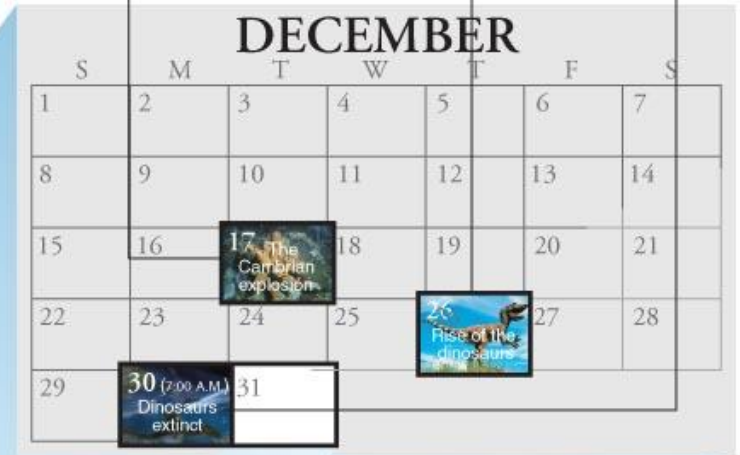 DECEMBER
S M T W T F S
1 2 3 4 5 6 7
8 9 10 11 12 13 14
15 16 17 The Cambrian explosion 18 19 20 21
22 23 24 25 26 Rise of the dinosaurs 27 28
29 30 (7:00 A.M.) Dinosaurs extinct 31